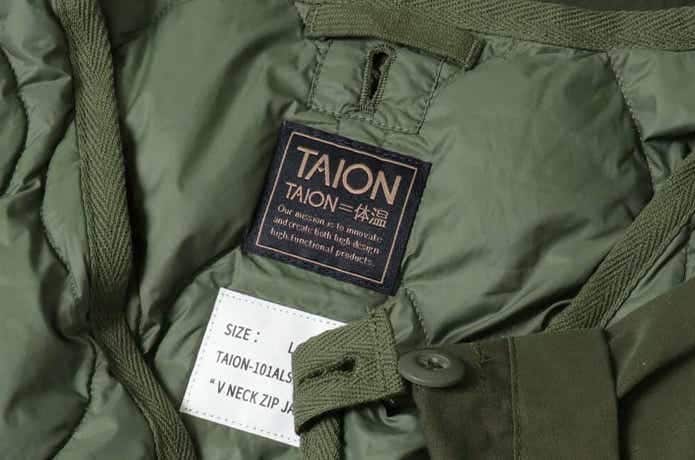 TAION
TAION=体温
Our mission is to innovate
and create both high-design
high-functional products.
SIZE : L
TAION-101ALS
"V NECK ZIP JA